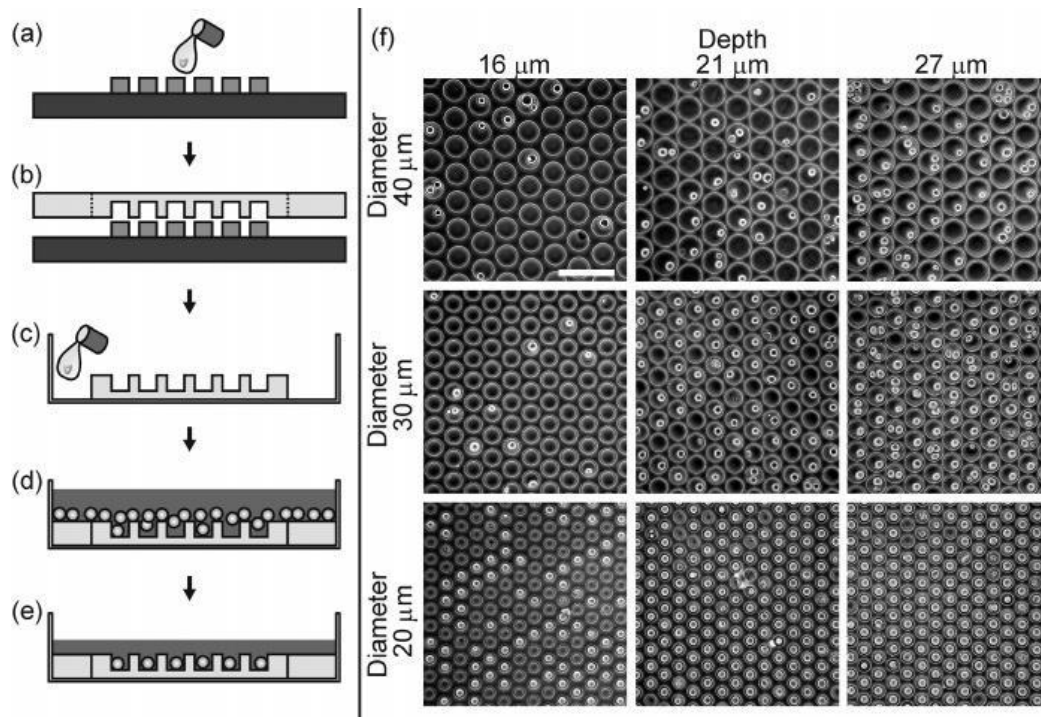 (a)
(b)
(c)
(d)
(e)
(f)
Depth
16 μm
21 μm
27 μm
Diameter
40 μm
Diameter
30 μm
Diameter
20 μm